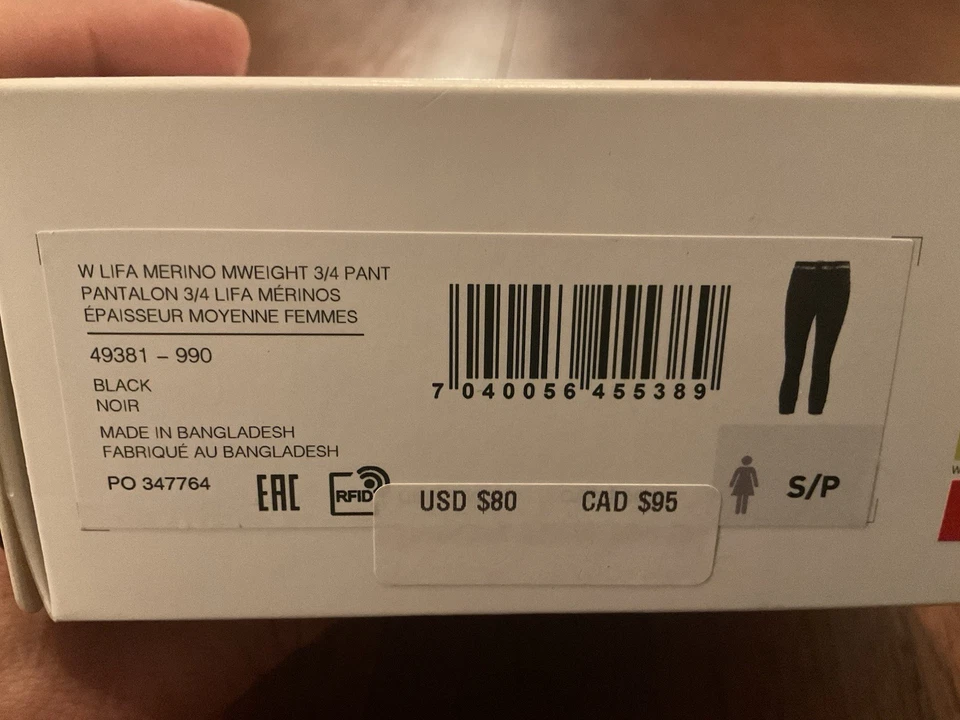 W LIFA MERINO MWEIGHT 3/4 PANT
PANTALON 3/4 LIFA MÉRINOS
ÉPAISSEUR MOYENNE FEMMES
49381 – 990
BLACK
NOIR
MADE IN BANGLADESH
FABRIQUÉ AU BANGLADESH
PO 347764
EAC
RFID
7 040056 455389
USD $80 CAD $95
S/P